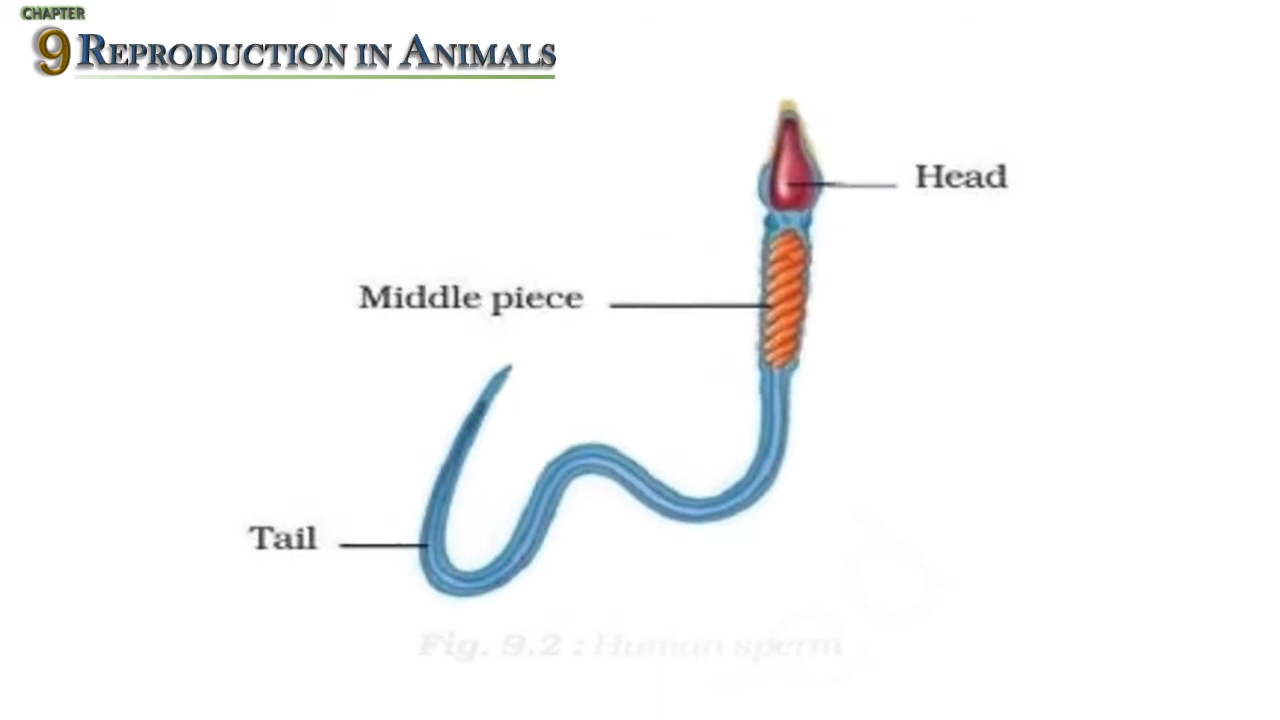 CHAPTER
9 REPRODUCTION IN ANIMALS
Head
Middle piece
Tail
Fig. 9.2 : Human sperm